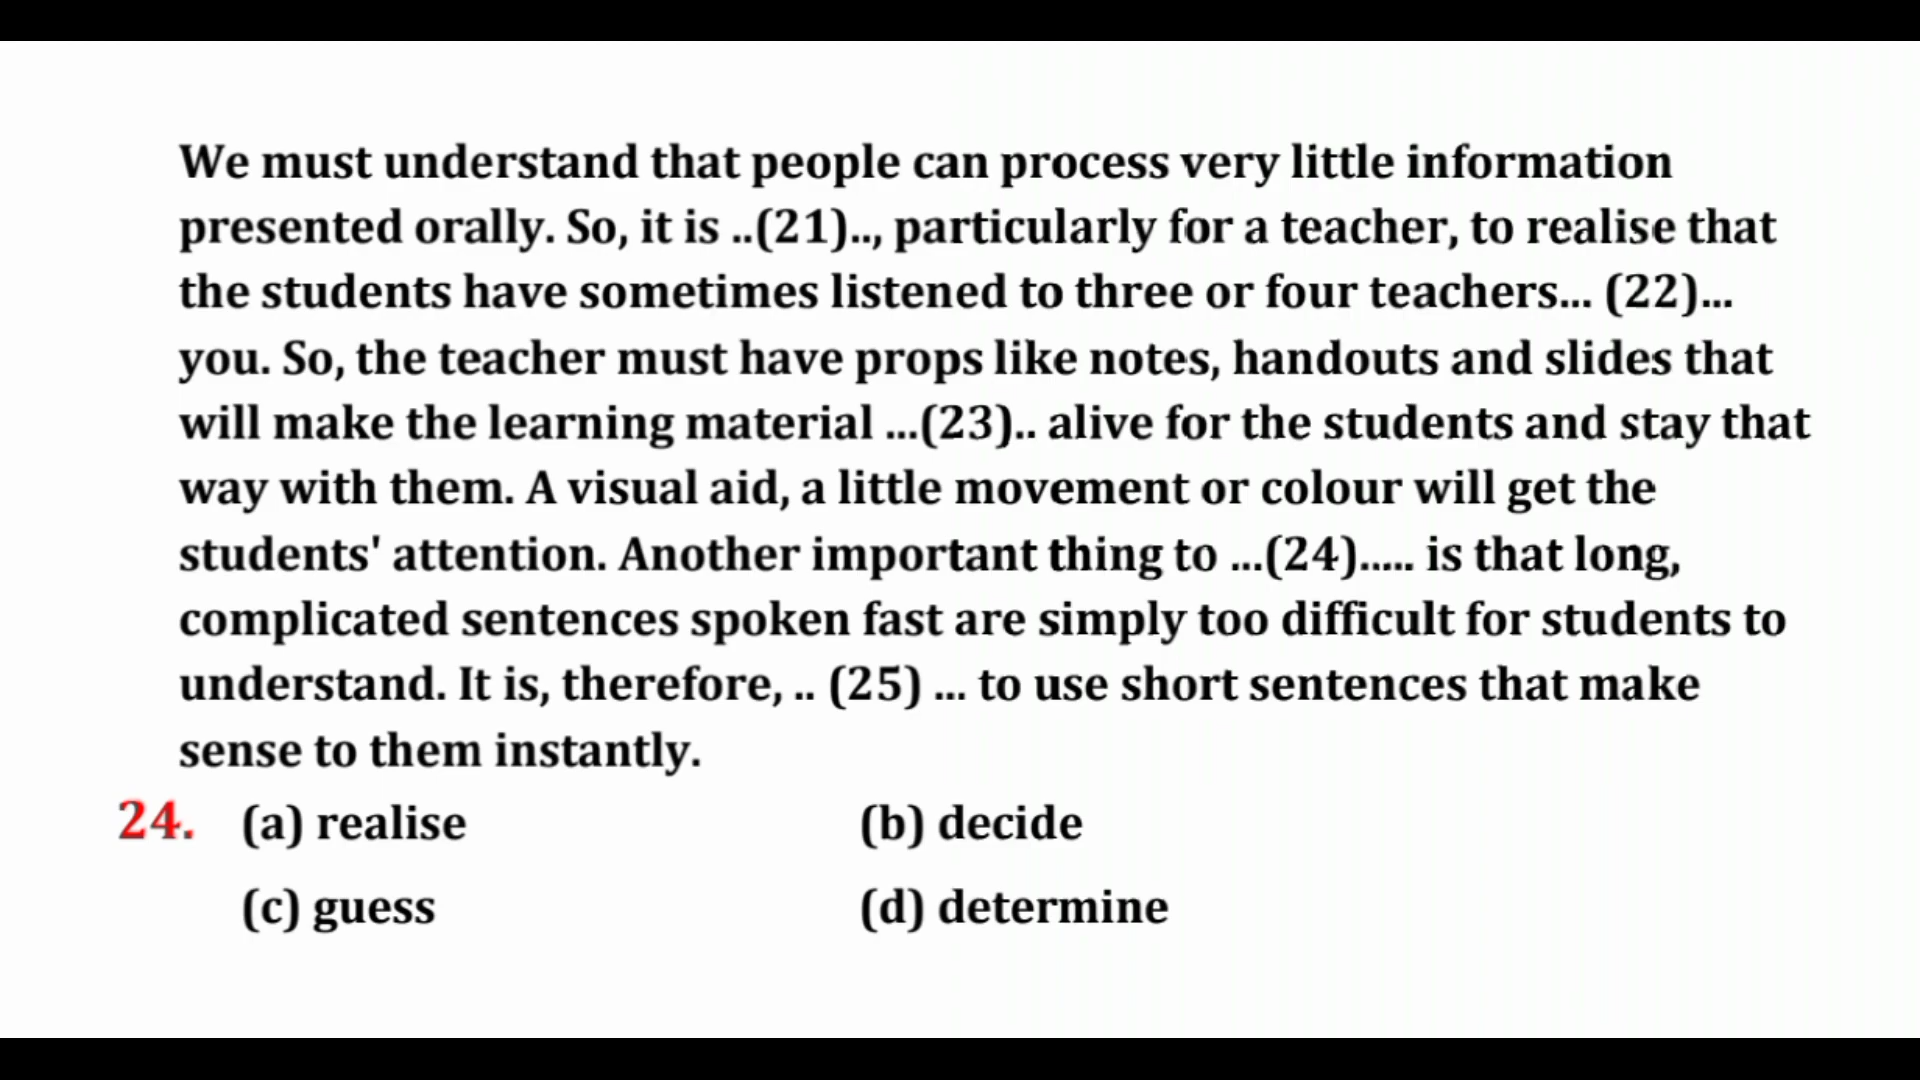 We must understand that people can process very little information
presented orally. So, it is ..(21).., particularly for a teacher, to realise that
the students have sometimes listened to three or four teachers... (22)...
you. So, the teacher must have props like notes, handouts and slides that
will make the learning material ...(23).. alive for the students and stay that
way with them. A visual aid, a little movement or colour will get the
students' attention. Another important thing to ...(24)..... is that long,
complicated sentences spoken fast are simply too difficult for students to
understand. It is, therefore, .. (25) ... to use short sentences that make
sense to them instantly.
24. (a) realise (b) decide
(c) guess (d) determine